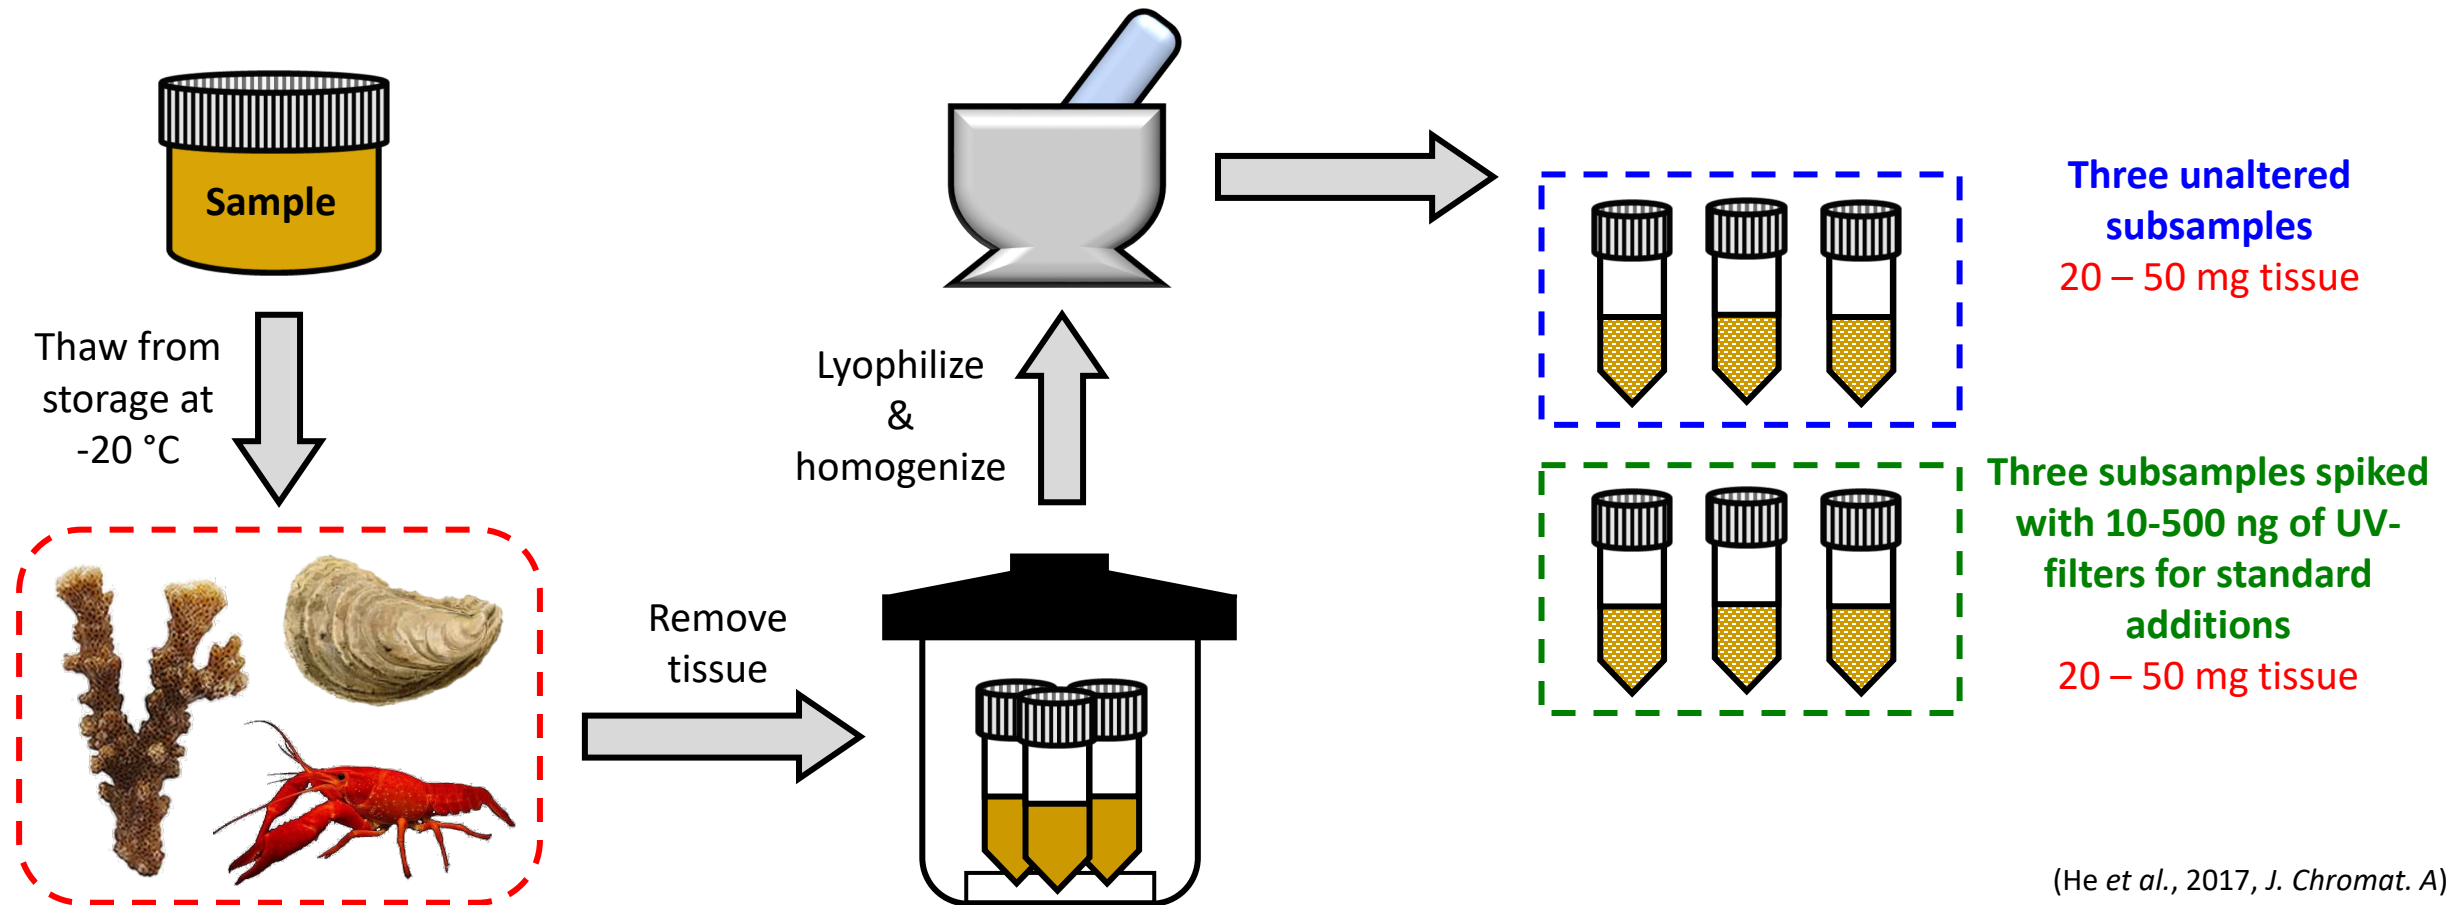 Sample
Thaw from
storage at
-20 °C
Remove
tissue
Lyophilize
&
homogenize
Three unaltered
subsamples
20 – 50 mg tissue
Three subsamples spiked
with 10-500 ng of UV-
filters for standard
additions
20 – 50 mg tissue
(He et al., 2017, J. Chromat. A)